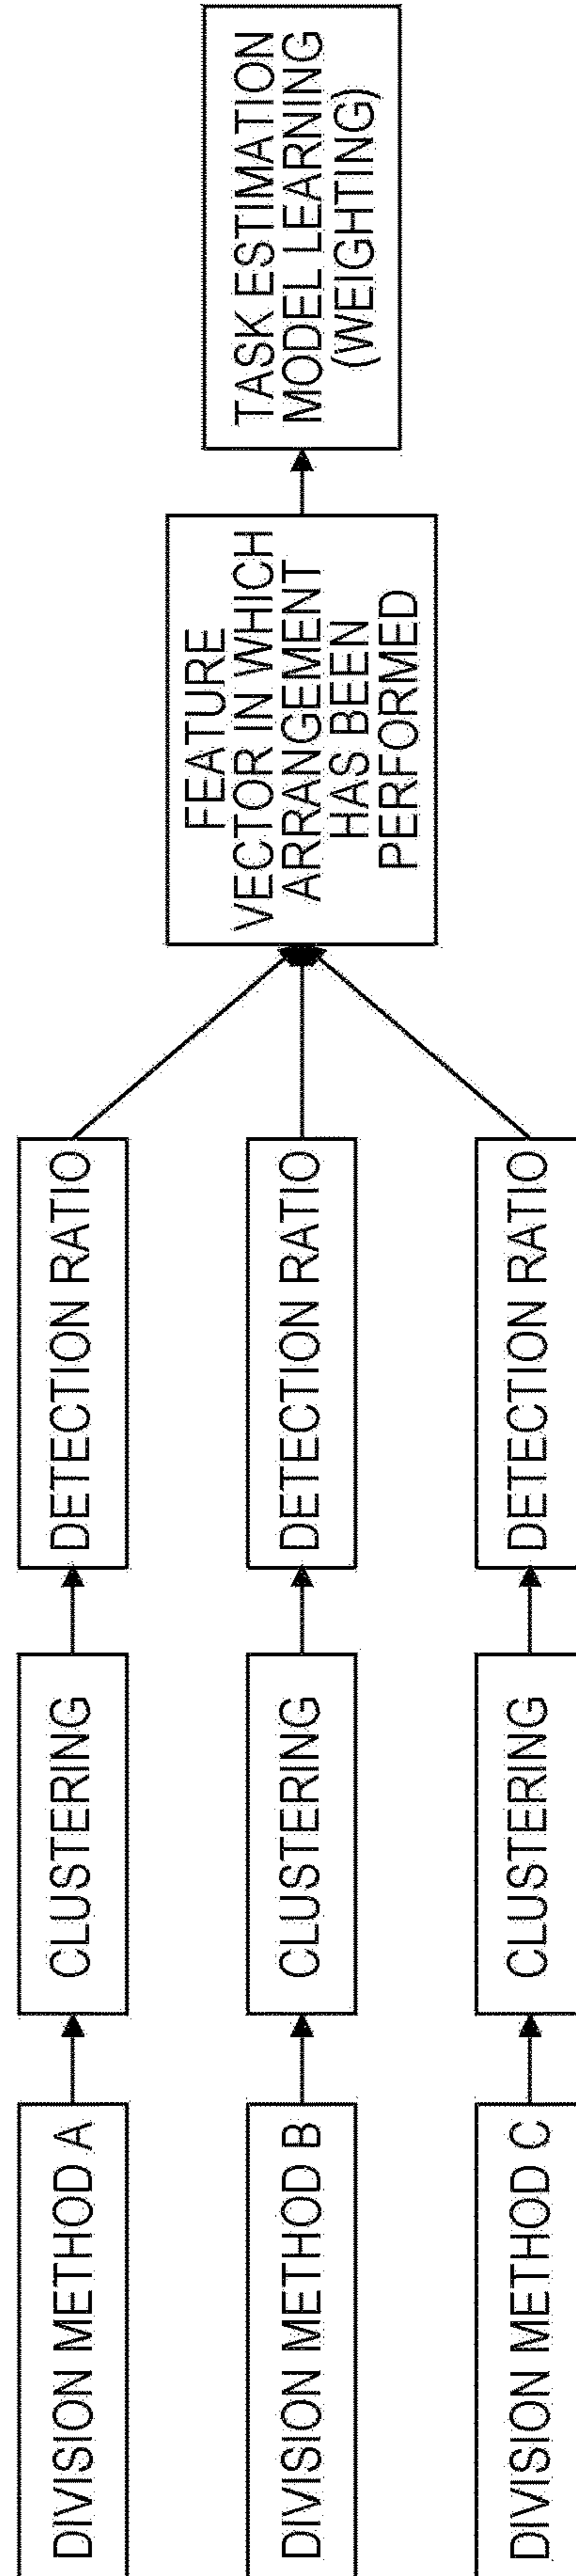 DIVISION METHOD A
CLUSTERING
DETECTION RATIO
DIVISION METHOD B
CLUSTERING
DETECTION RATIO
DIVISION METHOD C
CLUSTERING
DETECTION RATIO
FEATURE
VECTOR IN WHICH
ARRANGEMENT
HAS BEEN
PERFORMED
TASK ESTIMATION
MODEL LEARNING
(WEIGHTING)